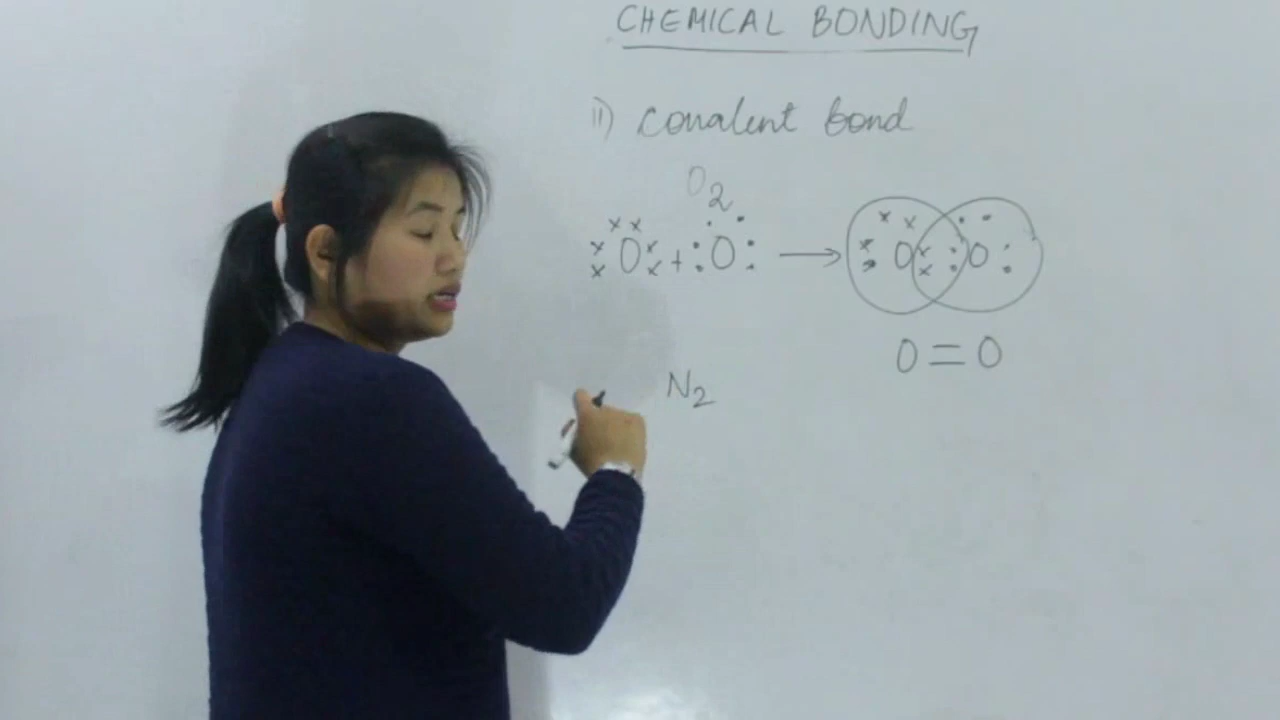 CHEMICAL BONDING
ii) Covalent bond
O2
O + O → O O
O = O
N2